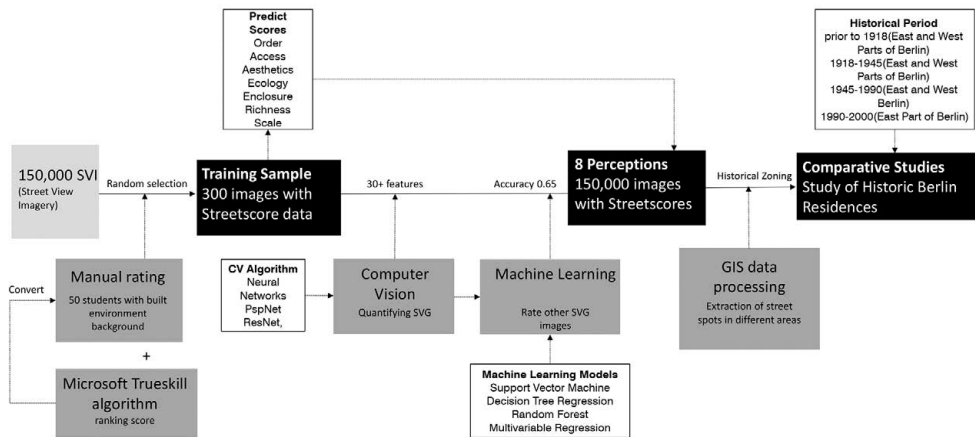 Predict
Scores
Order
Access
Aesthetics
Ecology
Enclosure
Richness
Scale
Historical Period
prior to 1918(East and West
Parts of Berlin)
1918-1945(East and West
Parts of Berlin)
1945-1990(East and West
Berlin)
1990-2000(East Part of Berlin)
150,000 SVI
(Street View
Imagery)
Random selection
Training Sample
300 images with
Streetscore data
30+ features
Accuracy 0.65
8 Perceptions
150,000 images
with Streetscores
Historical Zoning
Comparative Studies
Study of Historic Berlin
Residences
Convert
Manual rating
50 students with built
environment
background
+
Microsoft Trueskill
algorithm
ranking score
CV Algorithm
Neural
Networks
PspNet
ResNet,
Computer
Vision
Quantifying SVG
Machine Learning
Rate other SVG
images
Machine Learning Models
Support Vector Machine
Decision Tree Regression
Random Forest
Multivariable Regression
GIS data
processing
Extraction of street
spots in different areas